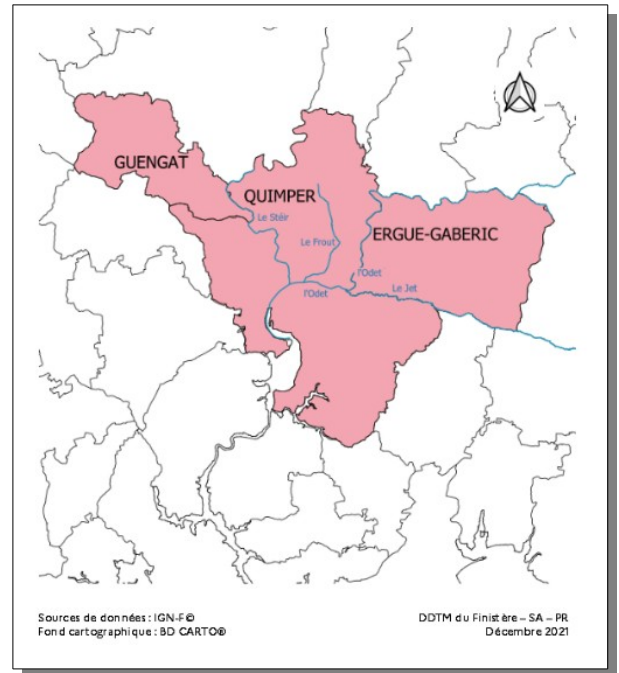 GUENGAT
QUIMPER
Le Stéir
Le Frout
ERGUE-GABERIC
l'Odet
l'Odet
Le Jet
Sources de données : IGN-F©
Fond cartographique : BD CARTO®
DDTM du Finistère – SA – PR
Décembre 2021